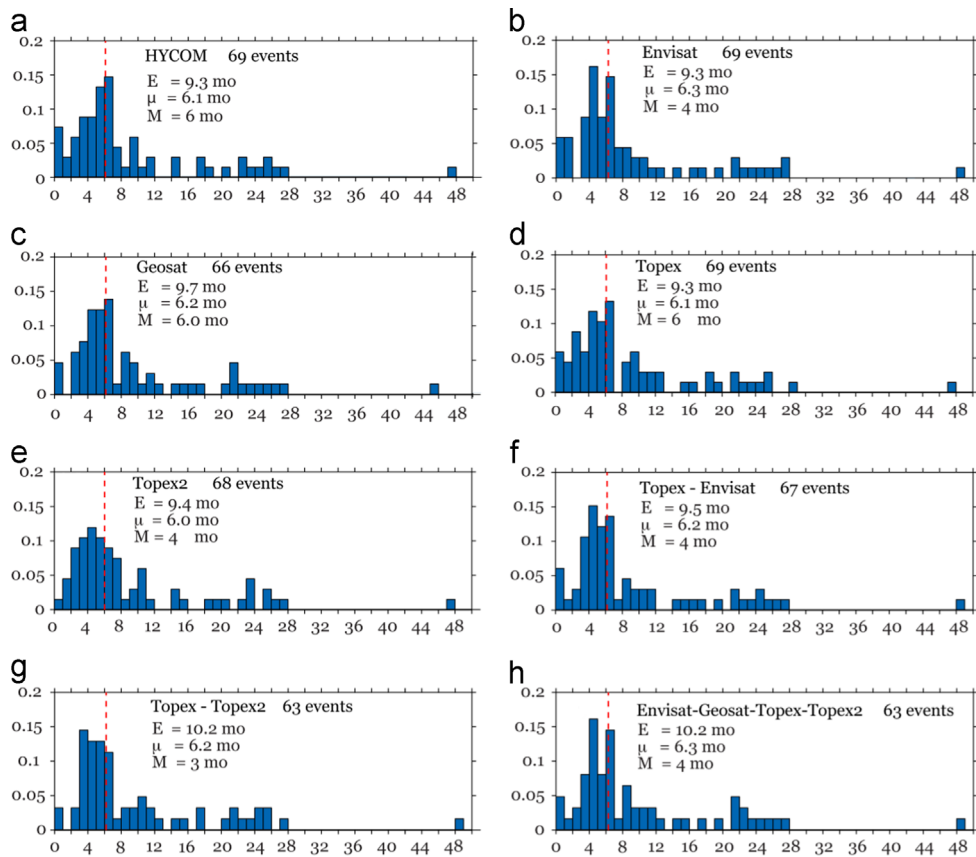 a
HYCOM 69 events
E = 9.3 mo
μ = 6.1 mo
M = 6 mo
0.2
0.15
0.1
0.05
0
0 4 8 12 16 20 24 28 32 36 40 44 48
b
Envisat 69 events
E = 9.3 mo
μ = 6.3 mo
M = 4 mo
0.2
0.15
0.1
0.05
0
0 4 8 12 16 20 24 28 32 36 40 44 48
c
Geosat 66 events
E = 9.7 mo
μ = 6.2 mo
M = 6.0 mo
0.2
0.15
0.1
0.05
0
0 4 8 12 16 20 24 28 32 36 40 44 48
d
Topex 69 events
E = 9.3 mo
μ = 6.1 mo
M = 6 mo
0.2
0.15
0.1
0.05
0
0 4 8 12 16 20 24 28 32 36 40 44 48
e
Topex2 68 events
E = 9.4 mo
μ = 6.0 mo
M = 4 mo
0.2
0.15
0.1
0.05
0
0 4 8 12 16 20 24 28 32 36 40 44 48
f
Topex - Envisat 67 events
E = 9.5 mo
μ = 6.2 mo
M = 4 mo
0.2
0.15
0.1
0.05
0
0 4 8 12 16 20 24 28 32 36 40 44 48
g
Topex - Topex2 63 events
E = 10.2 mo
μ = 6.2 mo
M = 3 mo
0.2
0.15
0.1
0.05
0
0 4 8 12 16 20 24 28 32 36 40 44 48
h
Envisat-Geosat-Topex-Topex2 63 events
E = 10.2 mo
μ = 6.3 mo
M = 4 mo
0.2
0.15
0.1
0.05
0
0 4 8 12 16 20 24 28 32 36 40 44 48